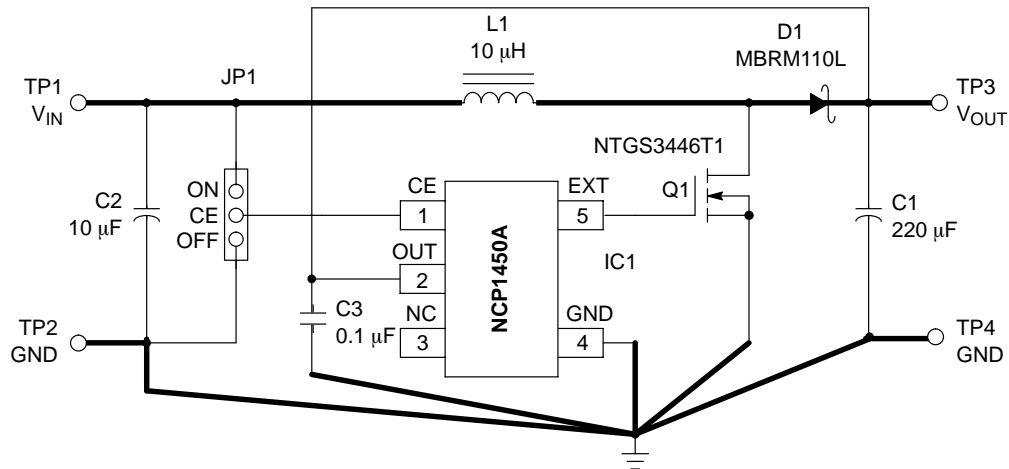 L1
10 μH
D1
MBRM110L
TP1
VIN
JP1
TP3
VOUT
NTGS3446T1
C2
10 μF
ON
CE
OFF
CE
1
EXT
5
Q1
C1
220 μF
OUT
2
NCP1450A
IC1
C3
0.1 μF
NC
3
GND
4
TP2
GND
TP4
GND